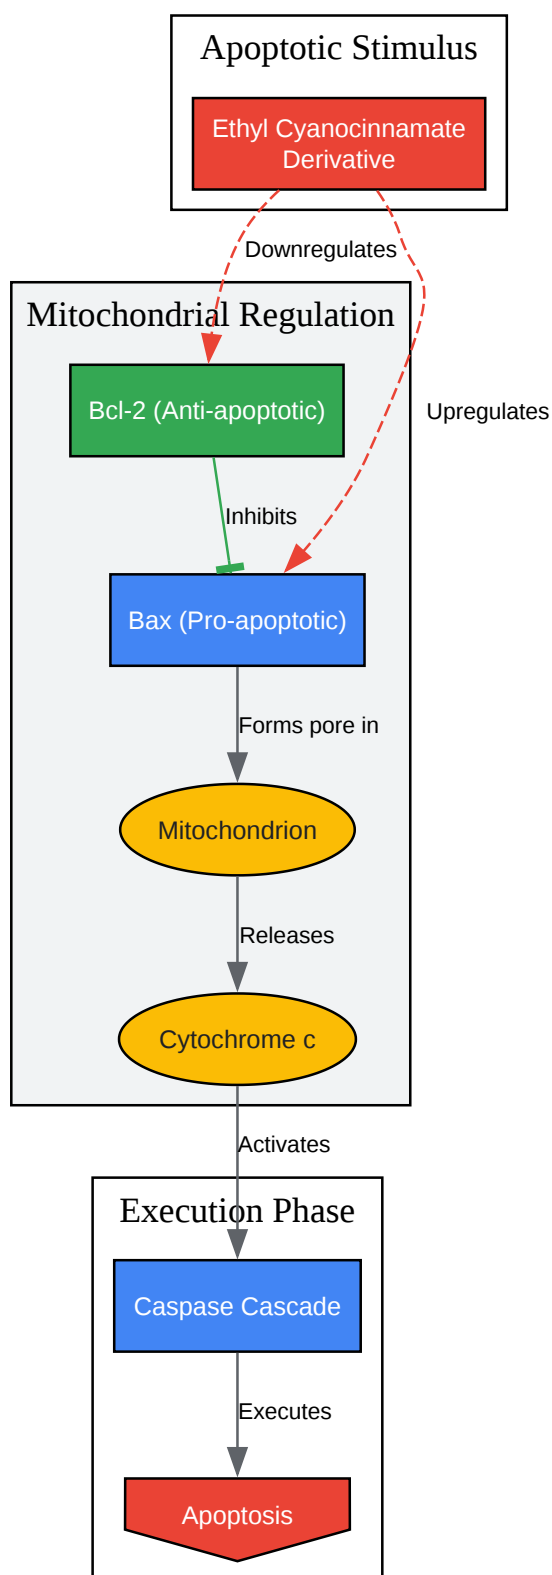 Apoptotic Stimulus
Ethyl Cyanocinnamate
Derivative
Downregulates
Mitochondrial Regulation
Bcl-2 (Anti-apoptotic)
Upregulates
Inhibits
Bax (Pro-apoptotic)
Forms pore in
Mitochondrion
Releases
Cytochrome c
Activates
Execution Phase
Caspase Cascade
Executes
Apoptosis